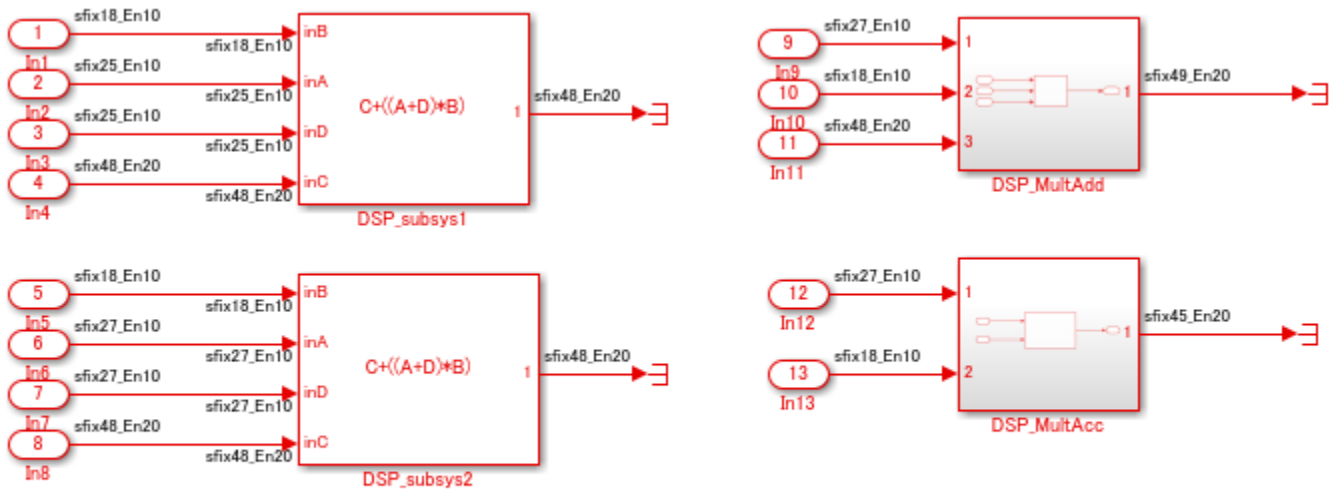 sfix18_En10
1
In1
sfix18_En10
inB
sfix25_En10
2
In2
sfix25_En10
inA
sfix25_En10
3
In3
sfix25_En10
inD
sfix48_En20
4
In4
sfix48_En20
inC
C+((A+D)*B)
1
sfix48_En20
DSP_subsys1
sfix27_En10
9
In9
1
sfix18_En10
10
In10
2
sfix48_En20
11
In11
3
1
sfix49_En20
DSP_MultAdd
sfix18_En10
5
In5
sfix18_En10
inB
sfix27_En10
6
In6
sfix27_En10
inA
sfix27_En10
7
In7
sfix27_En10
inD
sfix48_En20
8
In8
sfix48_En20
inC
C+((A+D)*B)
1
sfix48_En20
DSP_subsys2
sfix27_En10
12
In12
1
sfix18_En10
13
In13
2
1
sfix45_En20
DSP_MultAcc